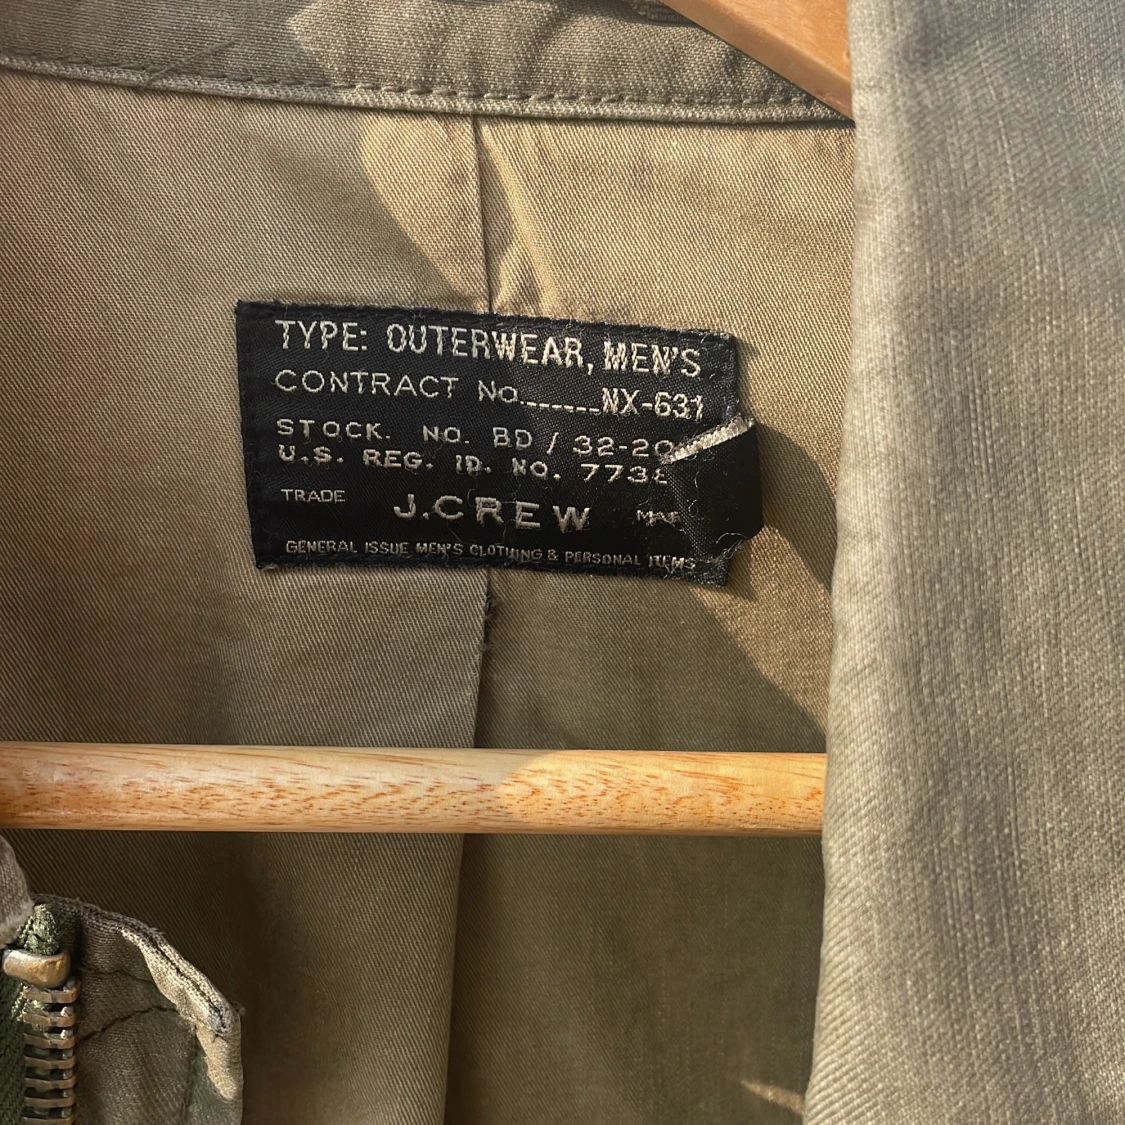 TYPE: OUTERWEAR, MEN'S
CONTRACT No.......NX-631
STOCK. NO. BD / 32-20
U.S. REG. ID. NO.
TRADE J.CREW
GENERAL ISSUE MEN'S CLOTHING & PERSONAL ITEMS